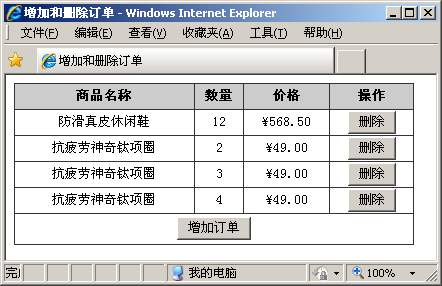 增加和删除订单 - Windows Internet Explorer
文件(F) 编辑(E) 查看(V) 收藏夹(A) 工具(T) 帮助(H)
增加和删除订单
商品名称 数量 价格 操作
防滑真皮休闲鞋 12 ¥568.50 删除
抗疲劳神奇钛项圈 2 ¥49.00 删除
抗疲劳神奇钛项圈 3 ¥49.00 删除
抗疲劳神奇钛项圈 4 ¥49.00 删除
增加订单
完 我的电脑 100%